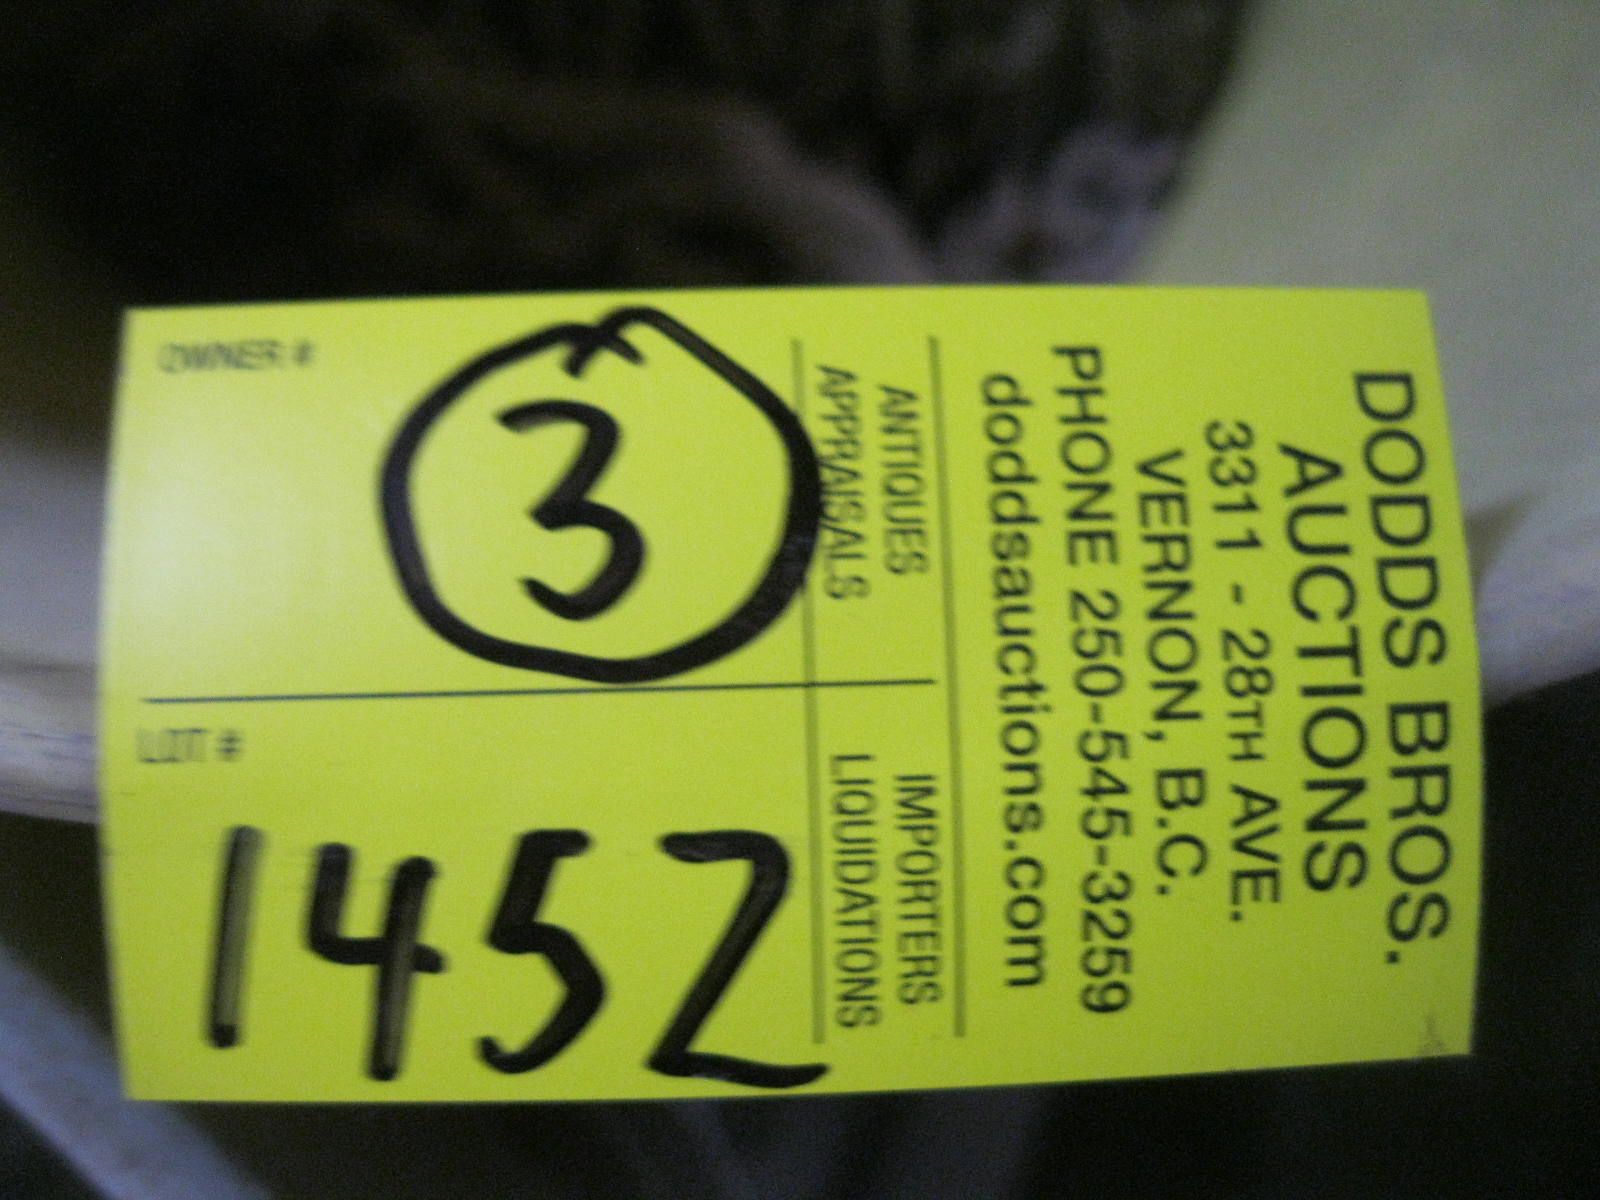 DODDS BROS.
AUCTIONS
3311 - 28TH AVE.
VERNON, B.C.
PHONE 250-545-3259
doddsauctions.com
ANTIQUES
APPRAISALS
IMPORTERS
LIQUIDATIONS
OWNER #
3
LOT #
1452